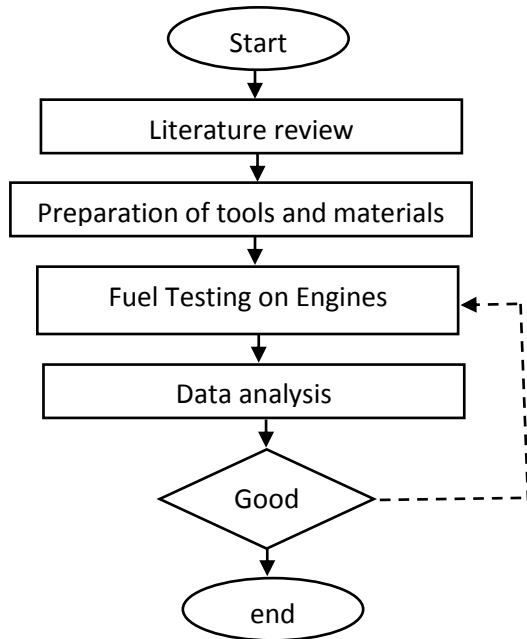 Start
Literature review
Preparation of tools and materials
Fuel Testing on Engines
Data analysis
Good
end